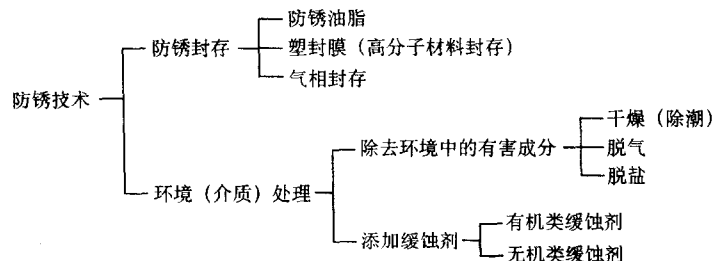 防锈油脂
防锈封存
塑封膜（高分子材料封存）
气相封存
防锈技术
干燥（除潮）
除去环境中的有害成分
脱气
脱盐
环境（介质）处理
有机类缓蚀剂
添加缓蚀剂
无机类缓蚀剂